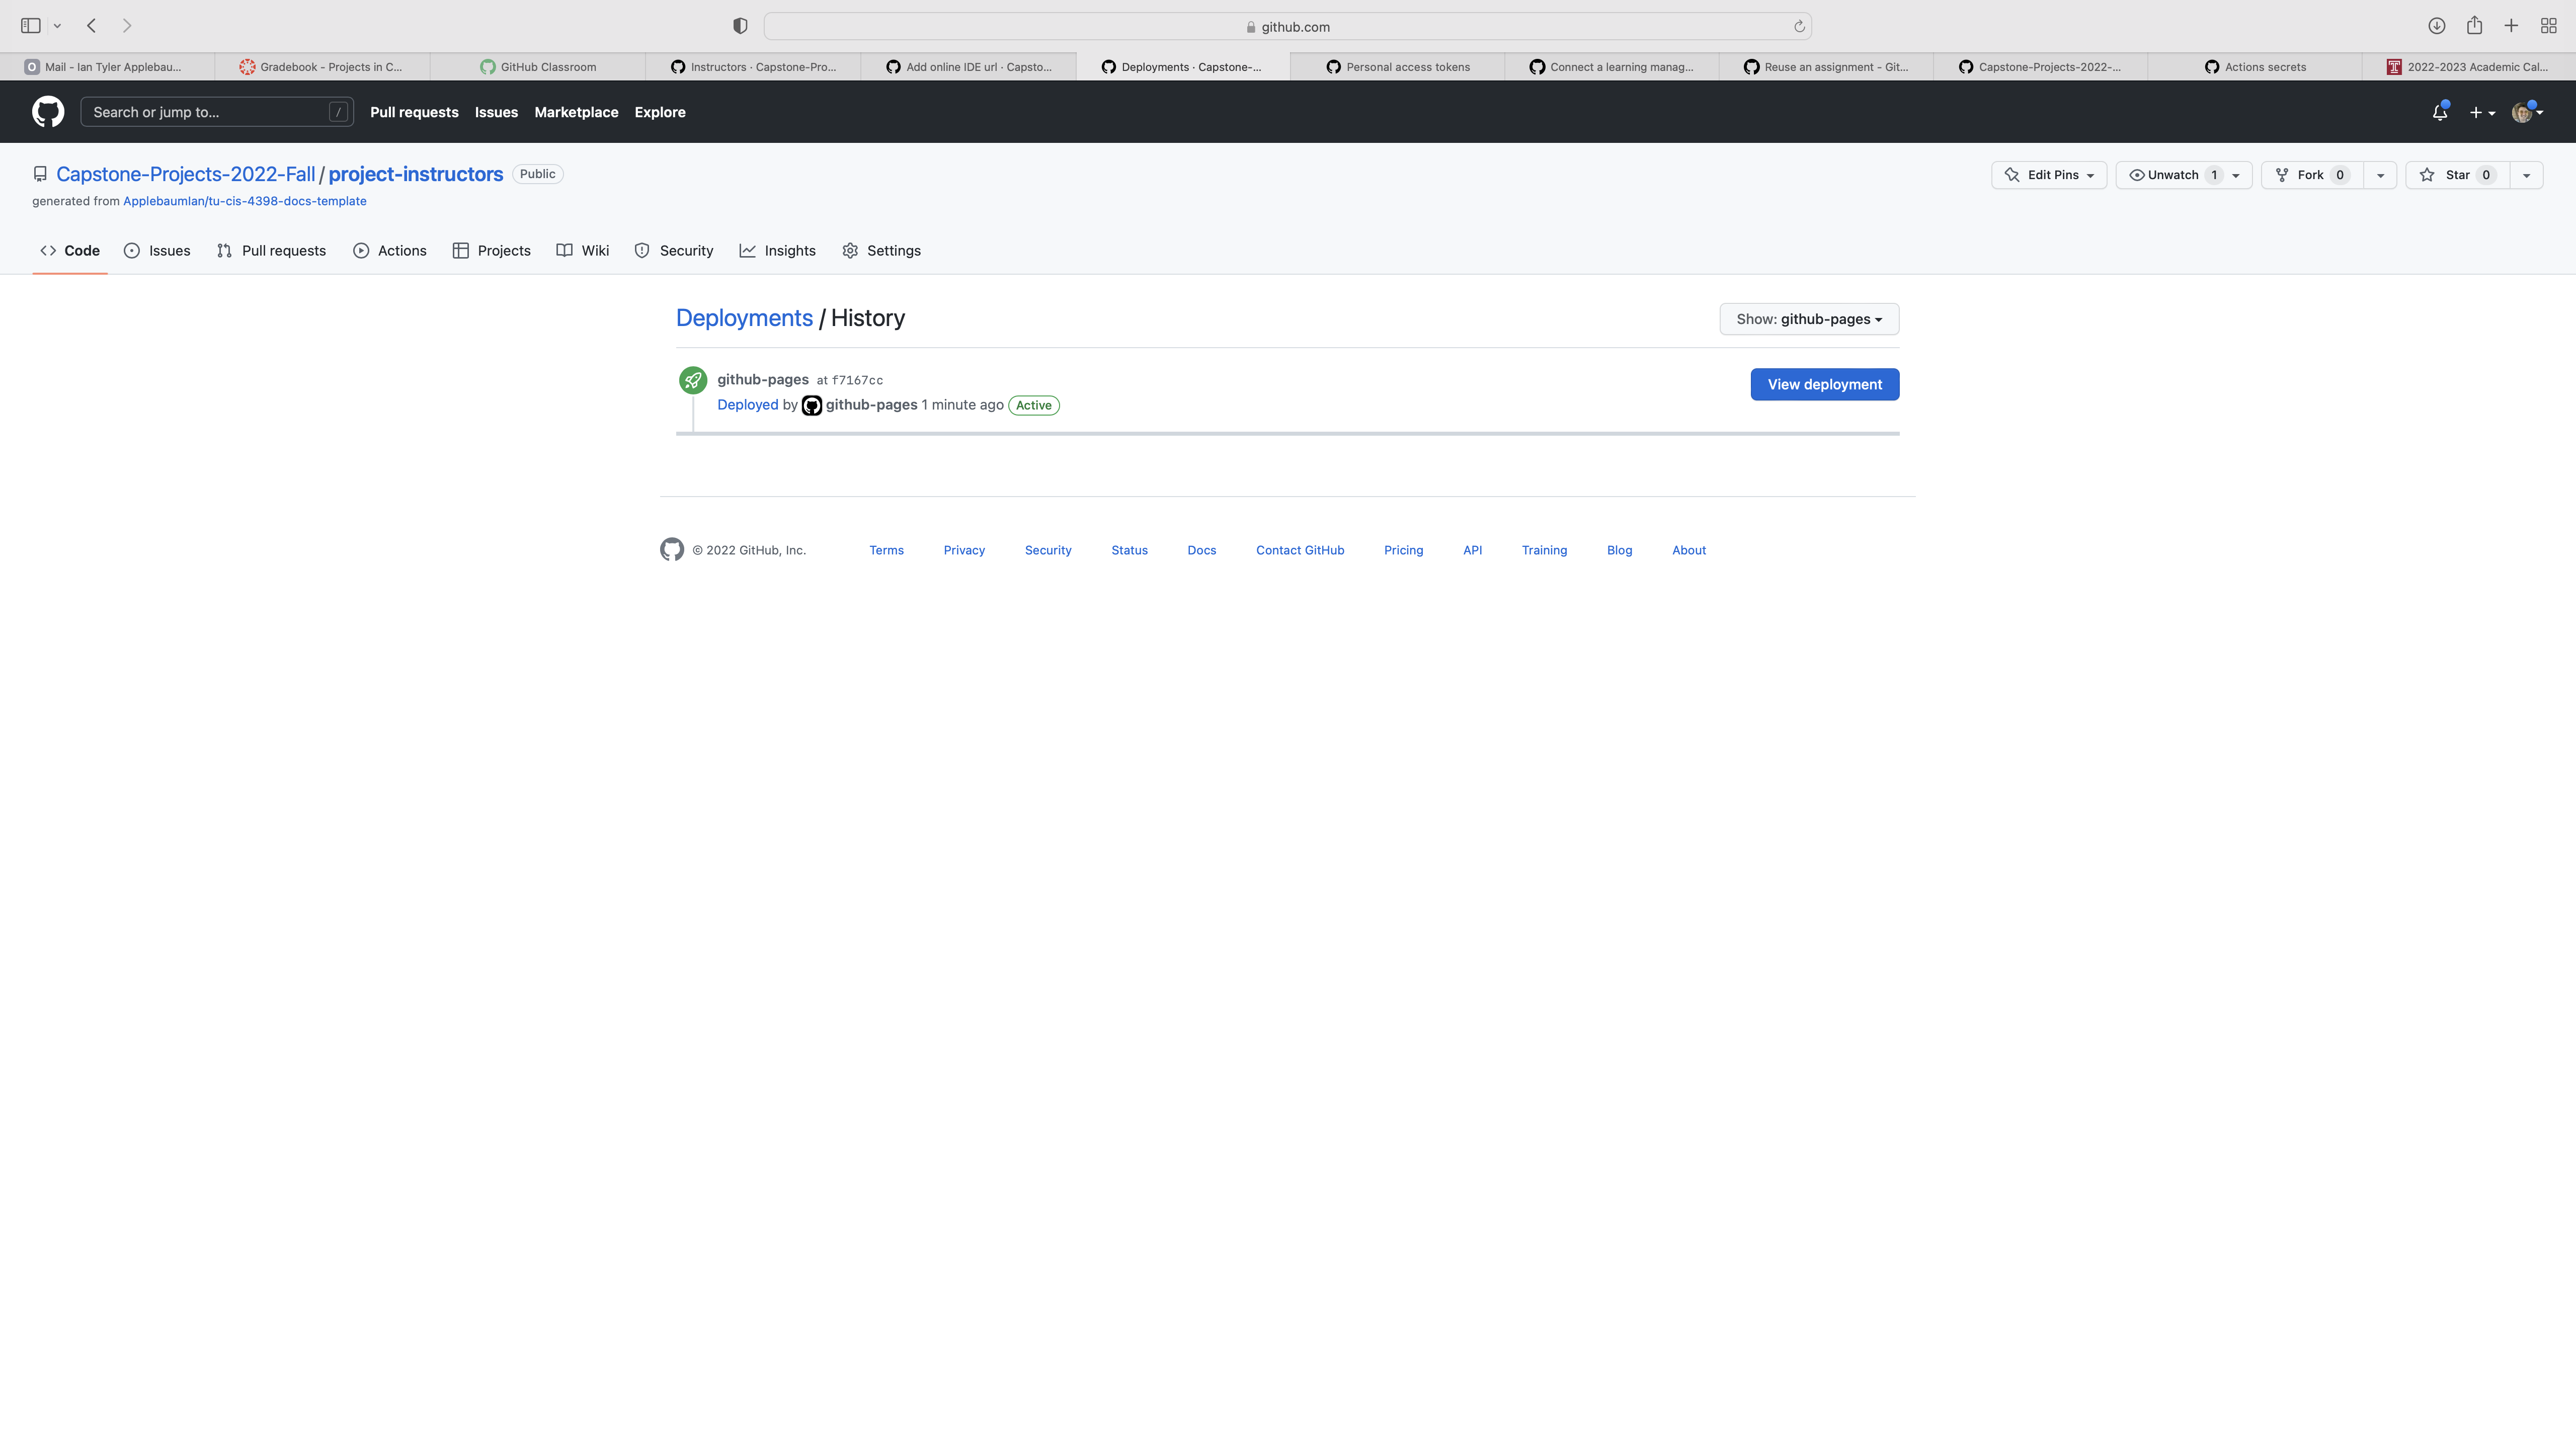 github.com
O Mail - Ian Tyler Applebau...
Gradebook - Projects in C...
GitHub Classroom
Instructors · Capstone-Pro...
Add online IDE url · Capsto...
Deployments · Capstone-...
Personal access tokens
Connect a learning manag...
Reuse an assignment - Git...
Capstone-Projects-2022-...
Actions secrets
2022-2023 Academic Cal...
Search or jump to... /
Pull requests Issues Marketplace Explore
Capstone-Projects-2022-Fall / project-instructors Public
Edit Pins Unwatch 1 Fork 0 Star 0
generated from ApplebaumIan/tu-cis-4398-docs-template
Code Issues Pull requests Actions Projects Wiki Security Insights Settings
Deployments / History
Show: github-pages
github-pages at f7167cc
View deployment
Deployed by github-pages 1 minute ago Active
© 2022 GitHub, Inc. Terms Privacy Security Status Docs Contact GitHub Pricing API Training Blog About